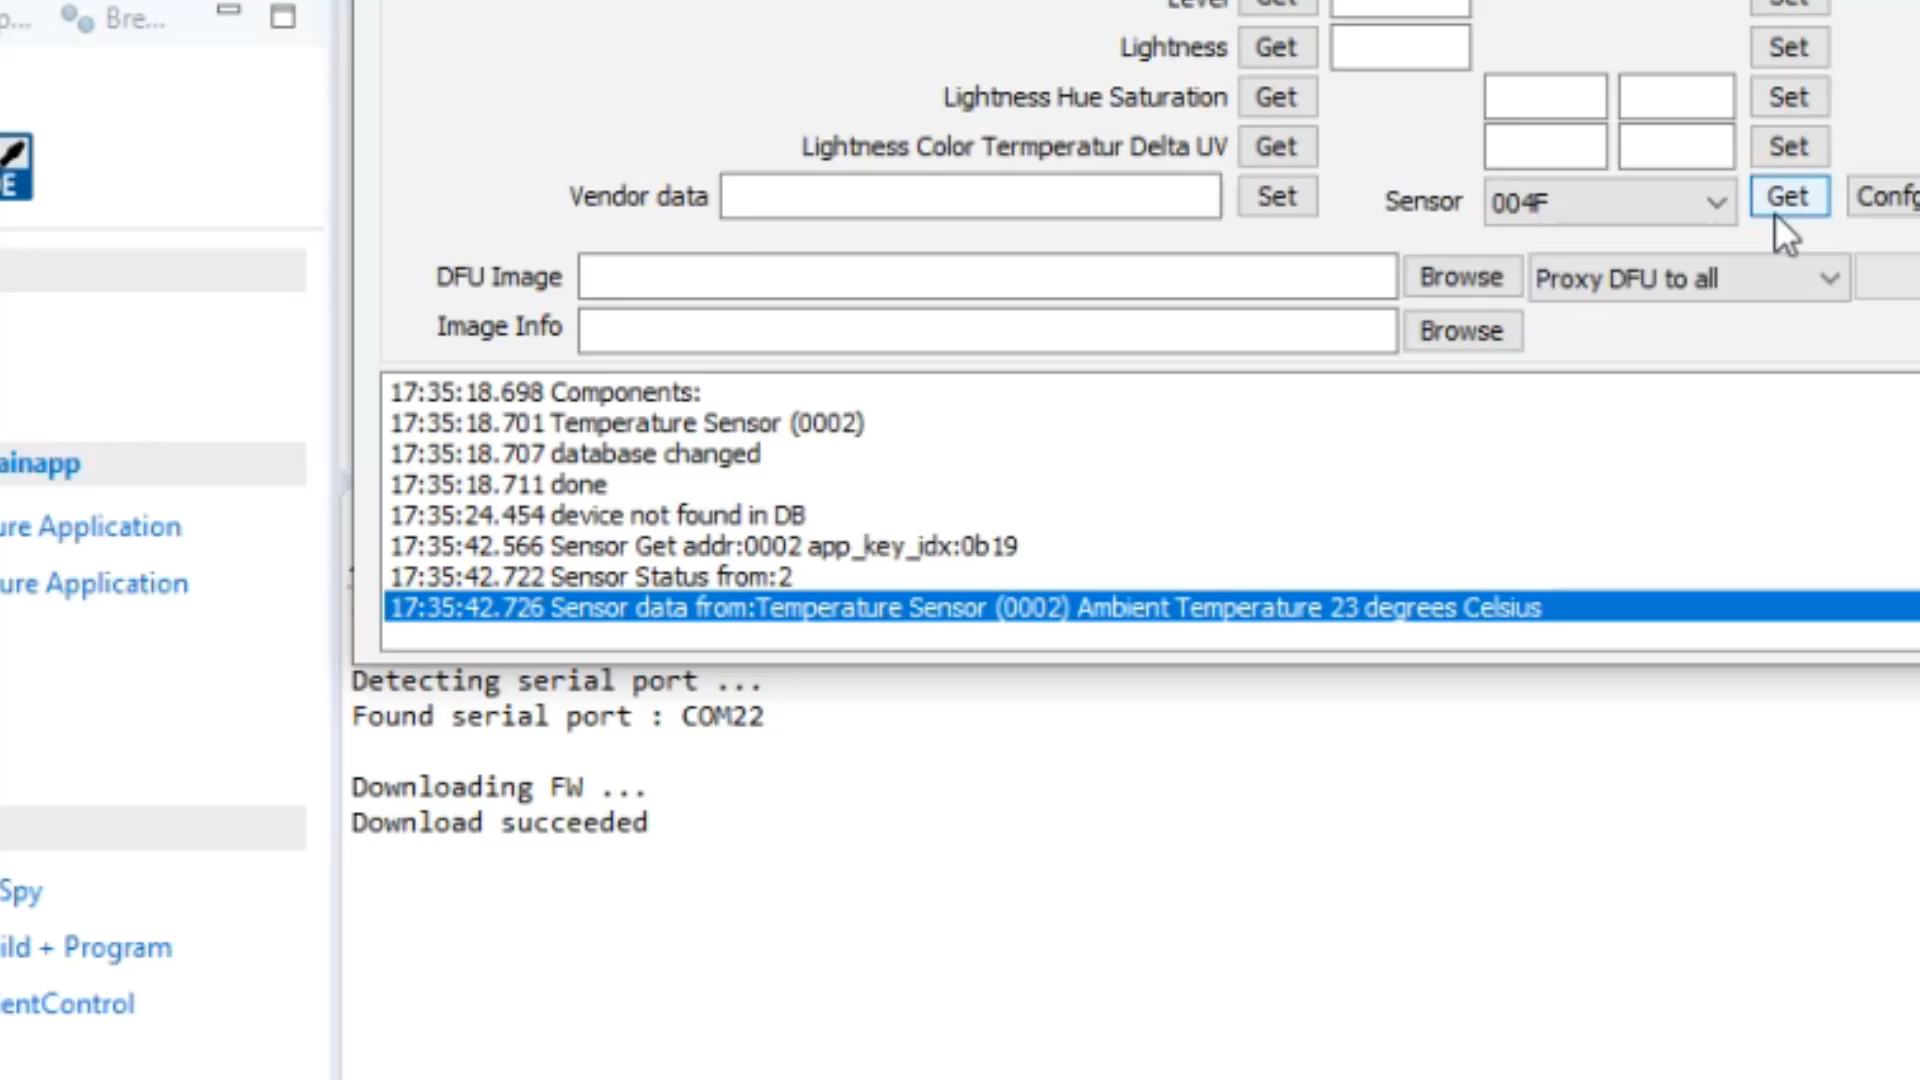 Bre...
Level Get Set
Lightness Get Set
Lightness Hue Saturation Get Set
Lightness Color Termperatur Delta UV Get Set
Vendor data Set Sensor 004F Get
DFU Image Browse Proxy DFU to all
Image Info Browse
17:35:18.698 Components:
17:35:18.701 Temperature Sensor (0002)
17:35:18.707 database changed
17:35:18.711 done
17:35:24.454 device not found in DB
17:35:42.566 Sensor Get addr:0002 app_key_idx:0b19
17:35:42.722 Sensor Status from:2
17:35:42.726 Sensor data from:Temperature Sensor (0002) Ambient Temperature 23 degrees Celsius
Detecting serial port ...
Found serial port : COM22
Downloading FW ...
Download succeeded
ainapp
ure Application
ure Application
Spy
ild + Program
entControl